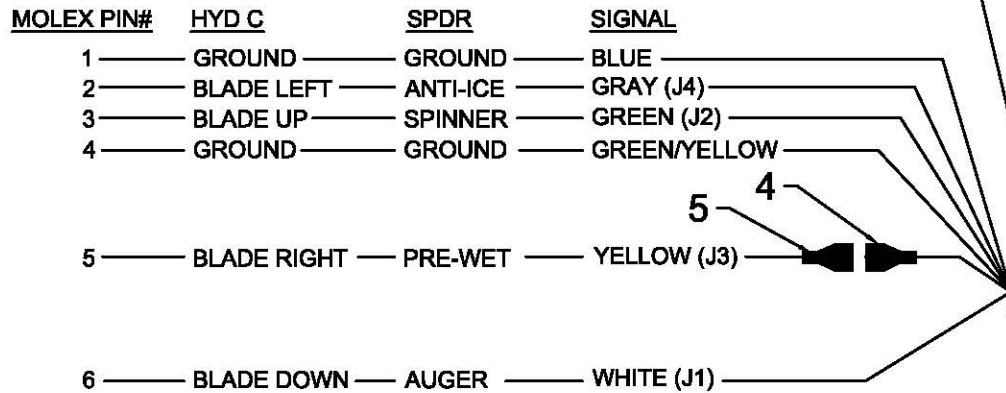 MOLEX PIN# HYD C SPDR SIGNAL
1 GROUND GROUND BLUE
2 BLADE LEFT ANTI-ICE GRAY (J4)
3 BLADE UP SPINNER GREEN (J2)
4 GROUND GROUND GREEN/YELLOW
5 4
5 BLADE RIGHT PRE-WET YELLOW (J3)
6 BLADE DOWN AUGER WHITE (J1)